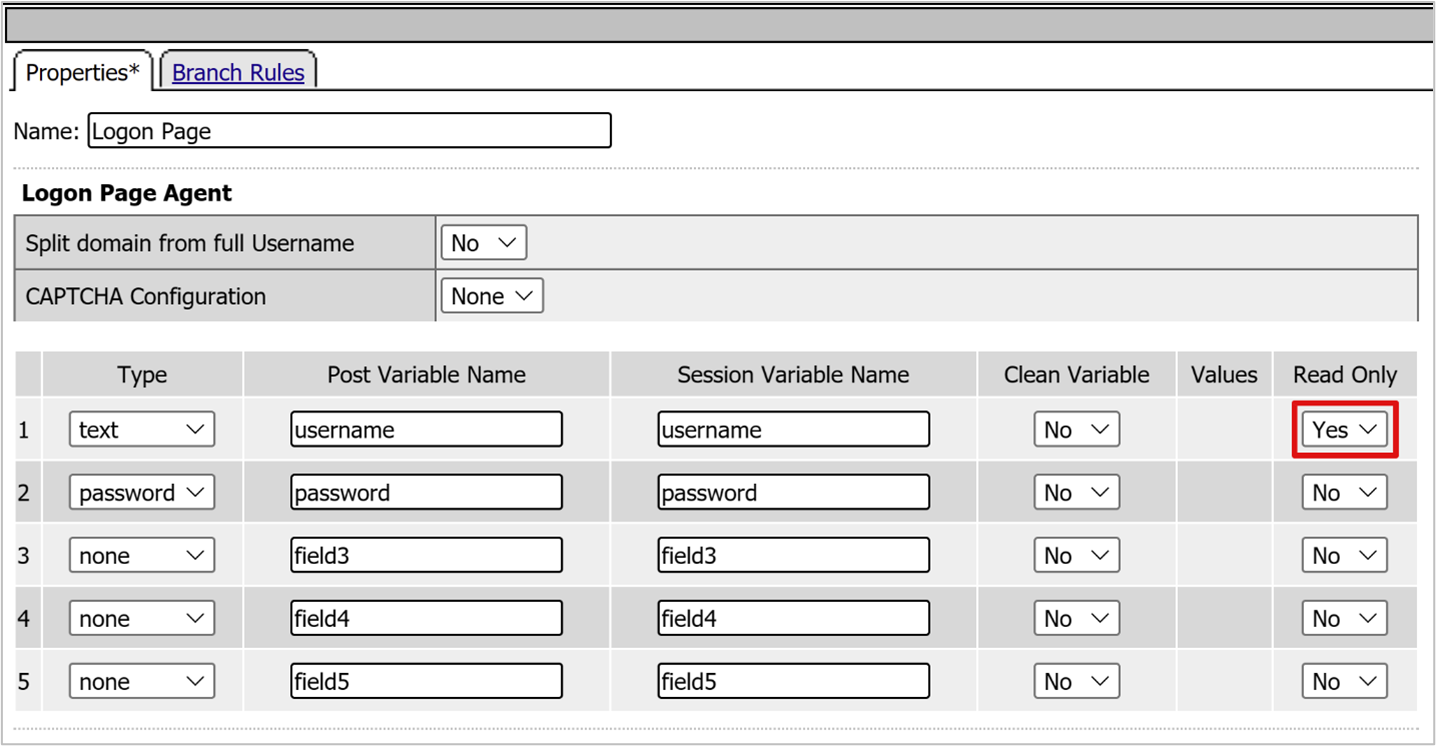 Properties* Branch Rules
Name: Logon Page
Logon Page Agent
Split domain from full Username No
CAPTCHA Configuration None
Type Post Variable Name Session Variable Name Clean Variable Values Read Only
1 text username username No Yes
2 password password password No No
3 none field3 field3 No No
4 none field4 field4 No No
5 none field5 field5 No No